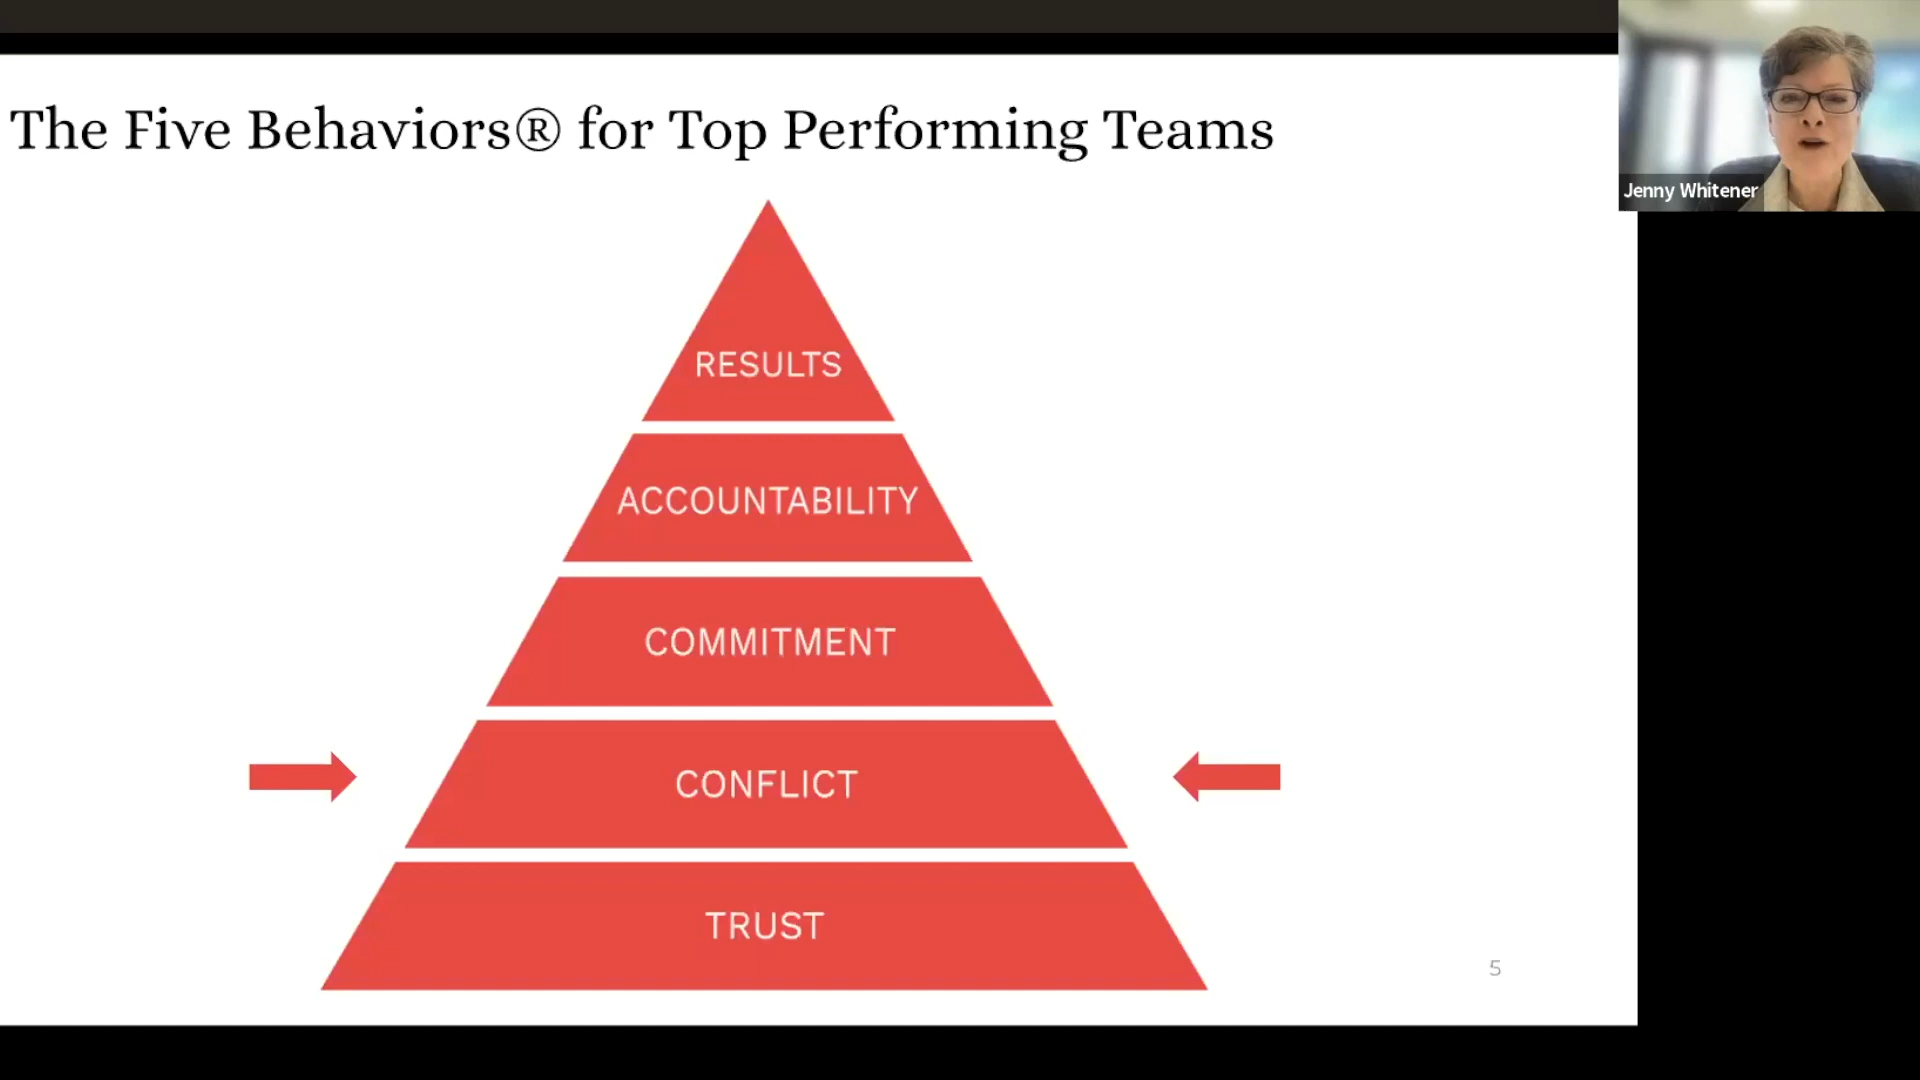 The Five Behaviors® for Top Performing Teams
Jenny Whitener
RESULTS
ACCOUNTABILITY
COMMITMENT
CONFLICT
TRUST
5